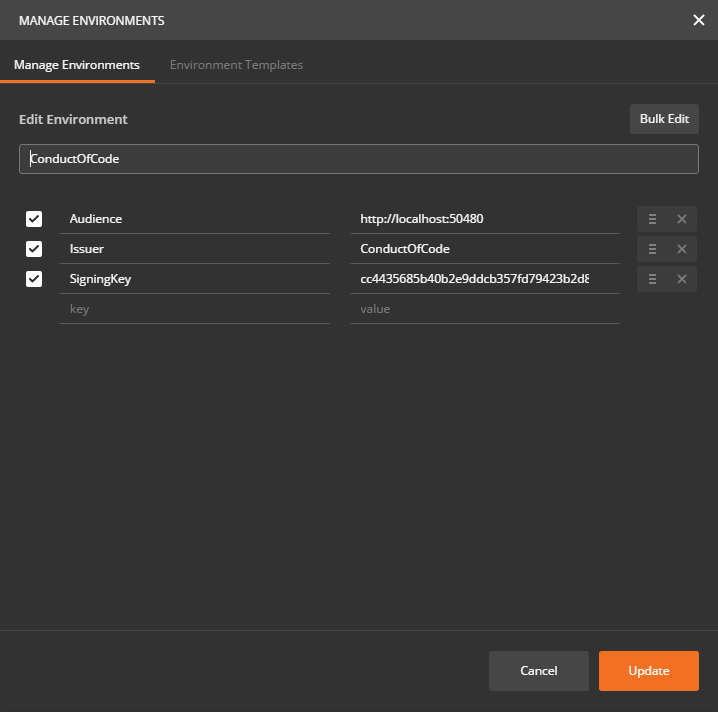 MANAGE ENVIRONMENTS
Manage Environments Environment Templates
Edit Environment Bulk Edit
ConductOfCode
Audience http://localhost:50480
Issuer ConductOfCode
SigningKey cc4435685b40b2e9ddcb357fd79423b2d8
key value
Cancel Update